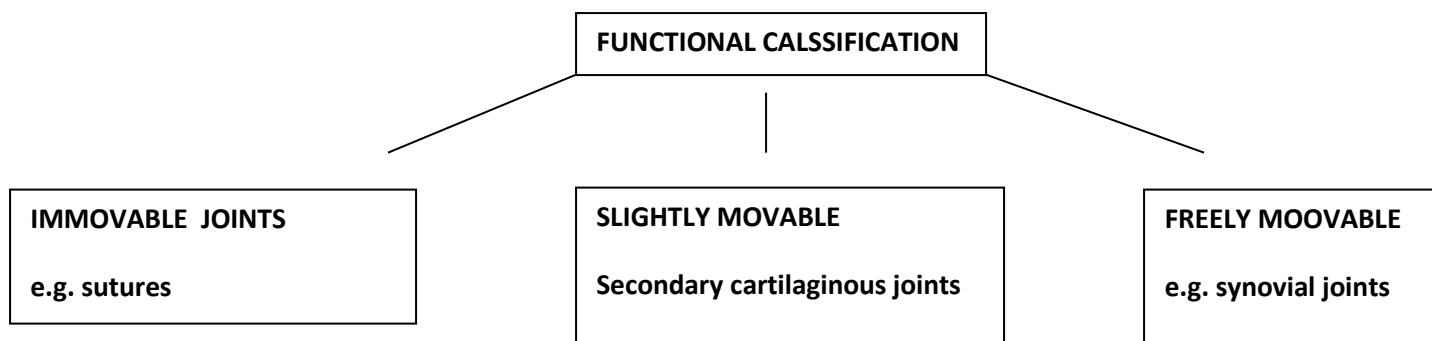 FUNCTIONAL CALSSIFICATION
IMMOVABLE JOINTS
e.g. sutures
SLIGHTLY MOVABLE
Secondary cartilaginous joints
FREELY MOOVABLE
e.g. synovial joints